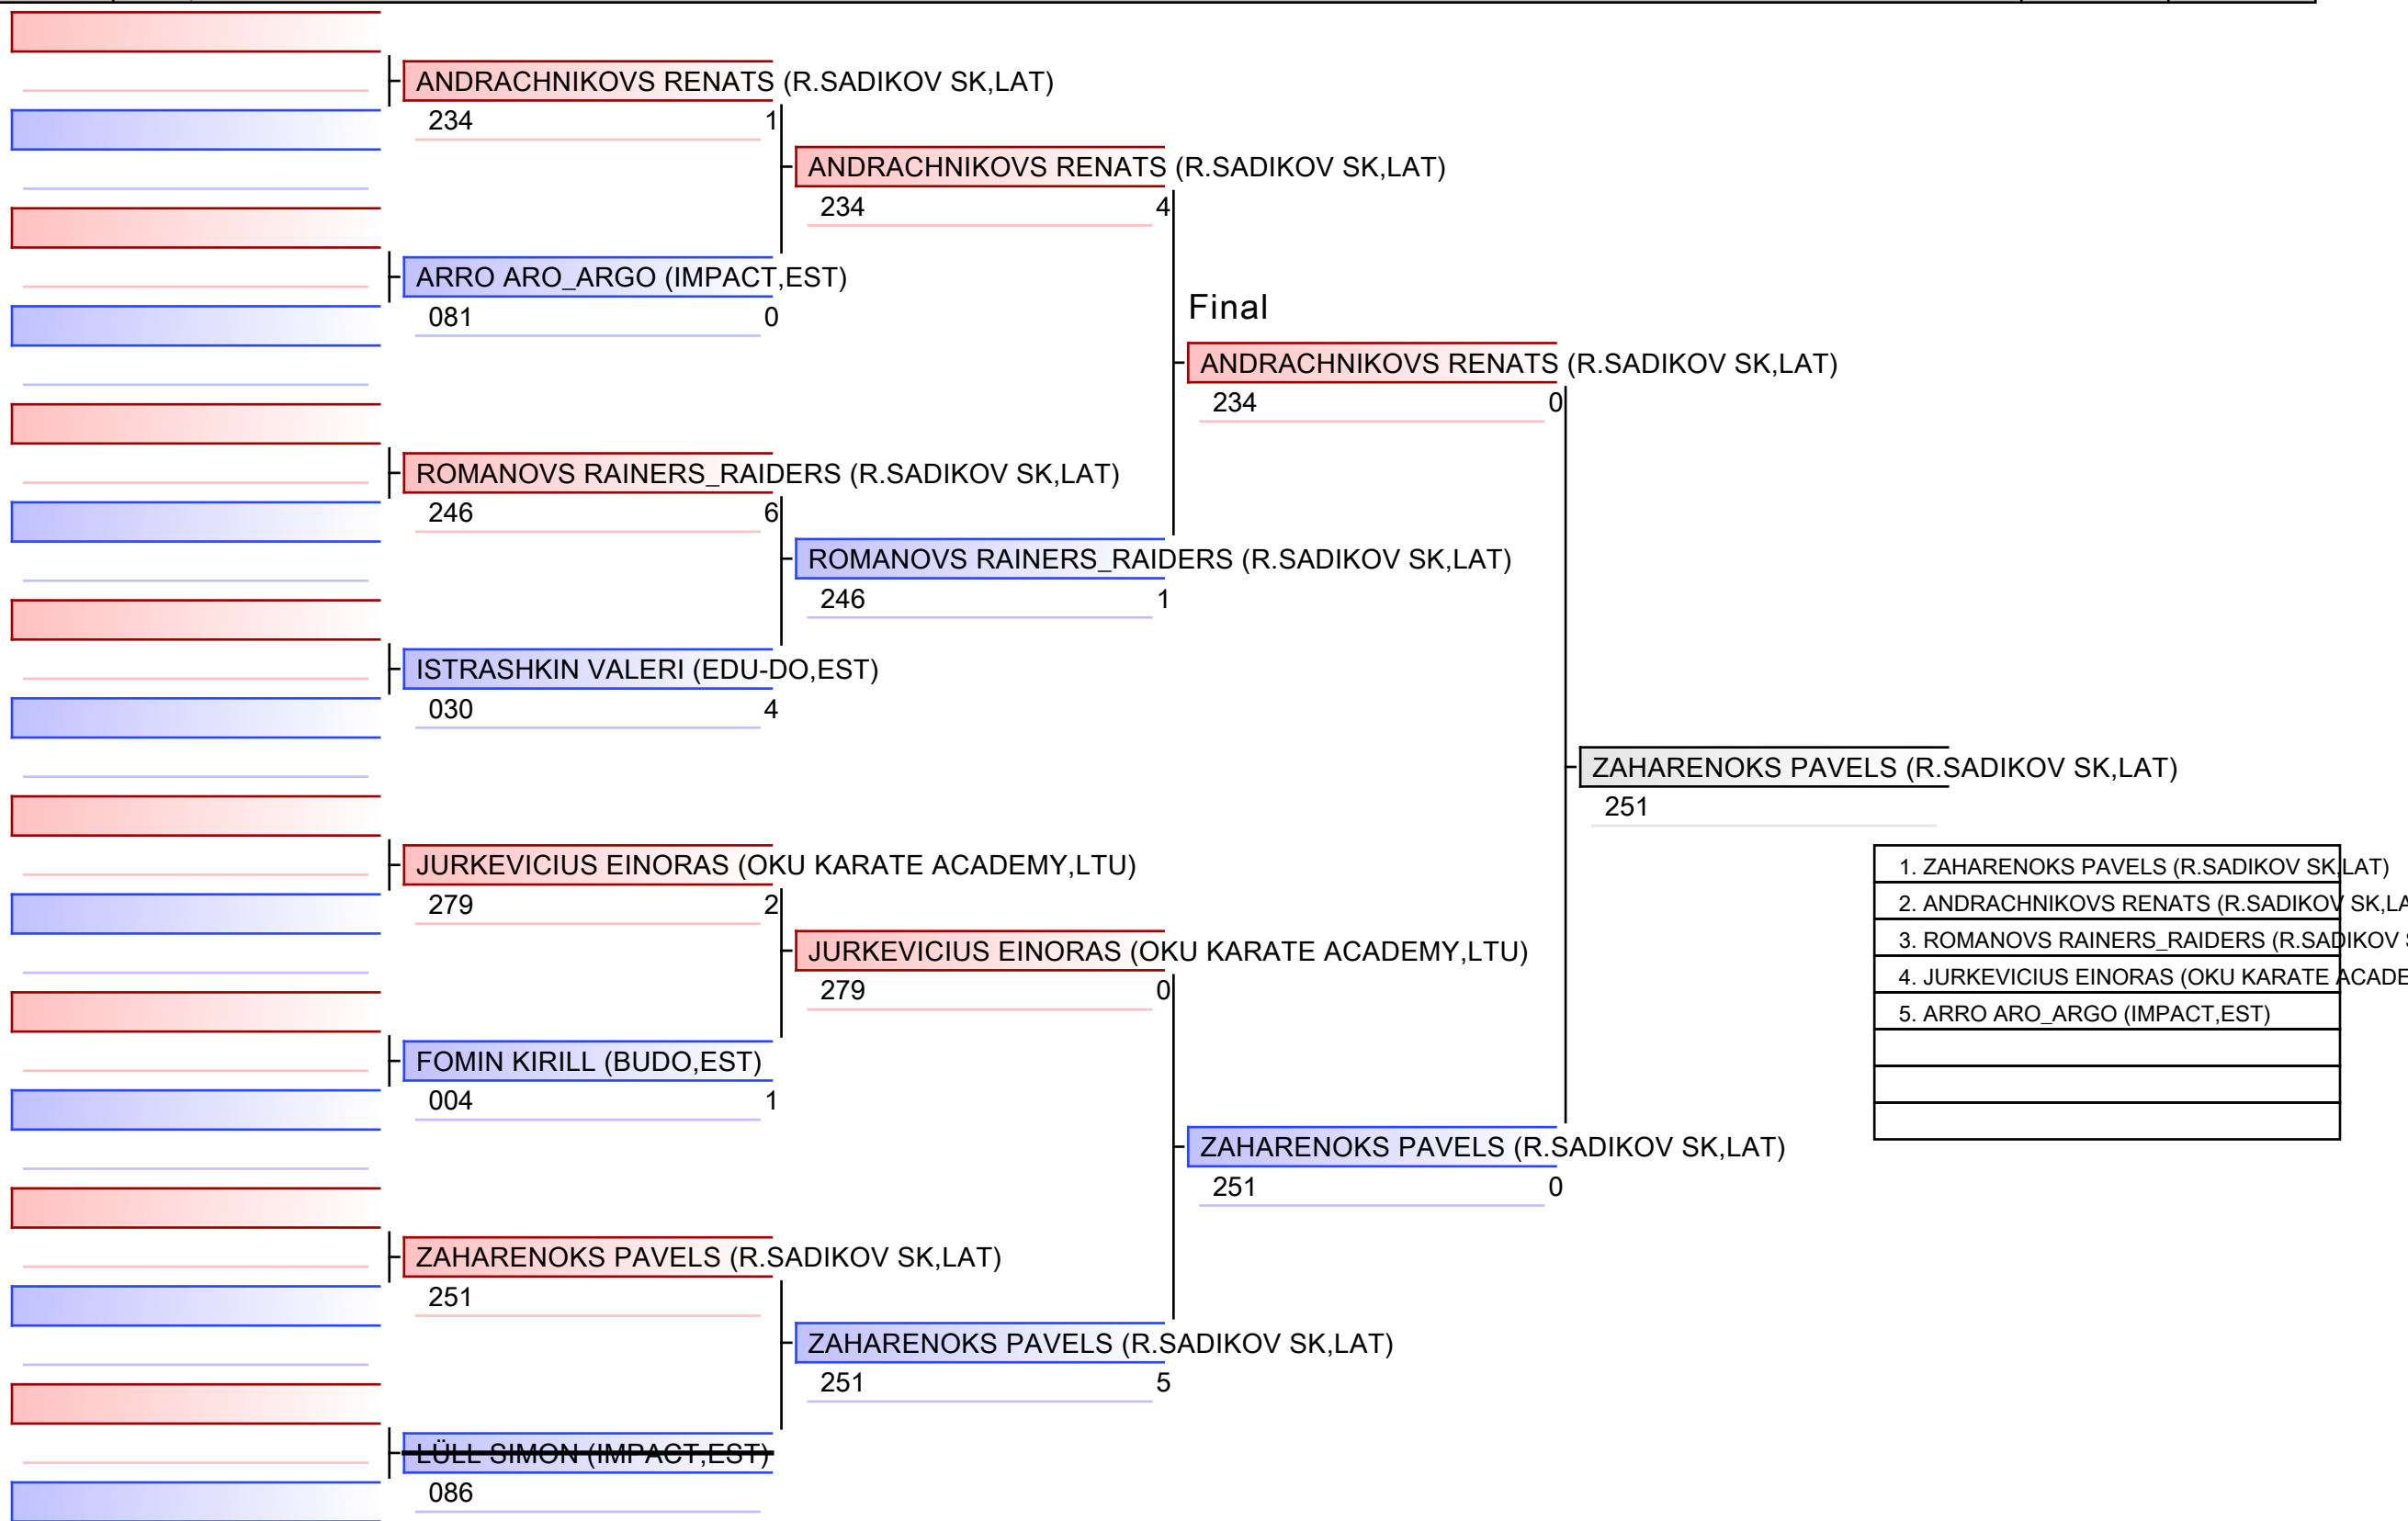 ANDRACHNIKOVS RENATS (R.SADIKOV SK,LAT)
234 1
ANDRACHNIKOVS RENATS (R.SADIKOV SK,LAT)
234 4
ARRO ARO_ARGO (IMPACT,EST)
081 0
Final
ANDRACHNIKOVS RENATS (R.SADIKOV SK,LAT)
234 0
ROMANOVS RAINERS_RAIDERS (R.SADIKOV SK,LAT)
246 6
ROMANOVS RAINERS_RAIDERS (R.SADIKOV SK,LAT)
246 1
ISTRASHKIN VALERI (EDU-DO,EST)
030 4
ZAHARENOKS PAVELS (R.SADIKOV SK,LAT)
251
JURKEVICIUS EINORAS (OKU KARATE ACADEMY,LTU)
279 2
JURKEVICIUS EINORAS (OKU KARATE ACADEMY,LTU)
279 0
FOMIN KIRILL (BUDO,EST)
004 1
ZAHARENOKS PAVELS (R.SADIKOV SK,LAT)
251 0
ZAHARENOKS PAVELS (R.SADIKOV SK,LAT)
251
ZAHARENOKS PAVELS (R.SADIKOV SK,LAT)
251 5
LÜLL SIMON (IMPACT,EST)
086
1. ZAHARENOKS PAVELS (R.SADIKOV SK,LAT)
2. ANDRACHNIKOVS RENATS (R.SADIKOV SK,LA
3. ROMANOVS RAINERS_RAIDERS (R.SADIKOV
4. JURKEVICIUS EINORAS (OKU KARATE ACADE
5. ARRO ARO_ARGO (IMPACT,EST)